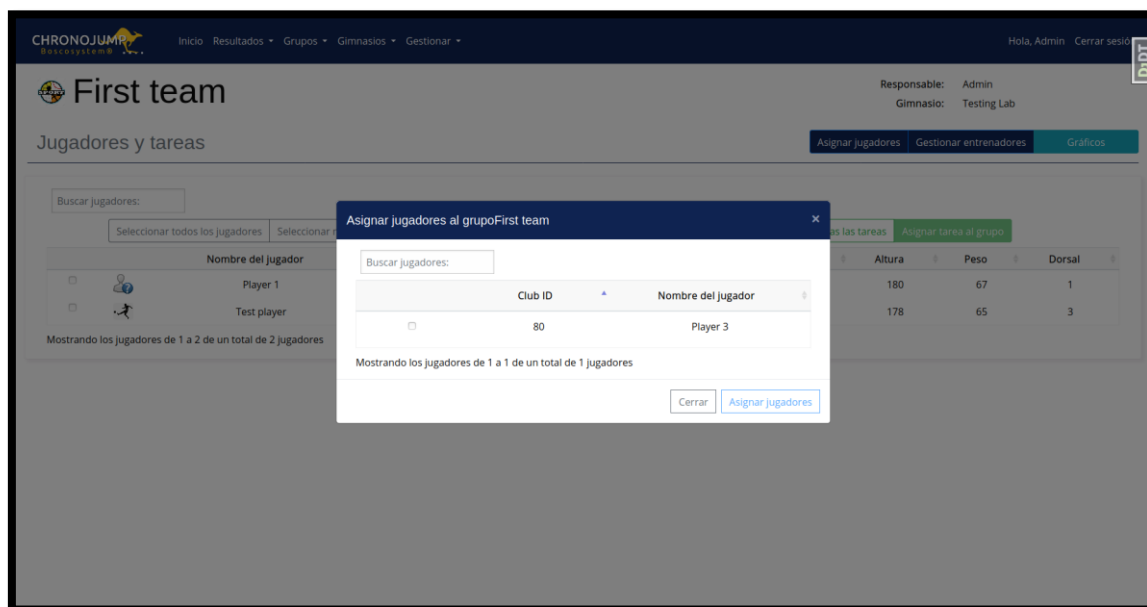 CHRONOJUMP
Boscosystem®
Inicio Resultados Grupos Gimnasios Gestionar
Hola, Admin Cerrar sesió
DjDT
SPORT
First team
Responsable: Admin
Gimnasio: Testing Lab
Jugadores y tareas
Asignar jugadores Gestionar entrenadores Gráficos
Buscar jugadores:
Seleccionar todos los jugadores Seleccionar
as las tareas Asignar tarea al grupo
Nombre del jugador Altura Peso Dorsal
Player 1 180 67 1
Test player 178 65 3
Mostrando los jugadores de 1 a 2 de un total de 2 jugadores
Asignar jugadores al grupoFirst team ×
Buscar jugadores:
Club ID Nombre del jugador
80 Player 3
Mostrando los jugadores de 1 a 1 de un total de 1 jugadores
Cerrar Asignar jugadores